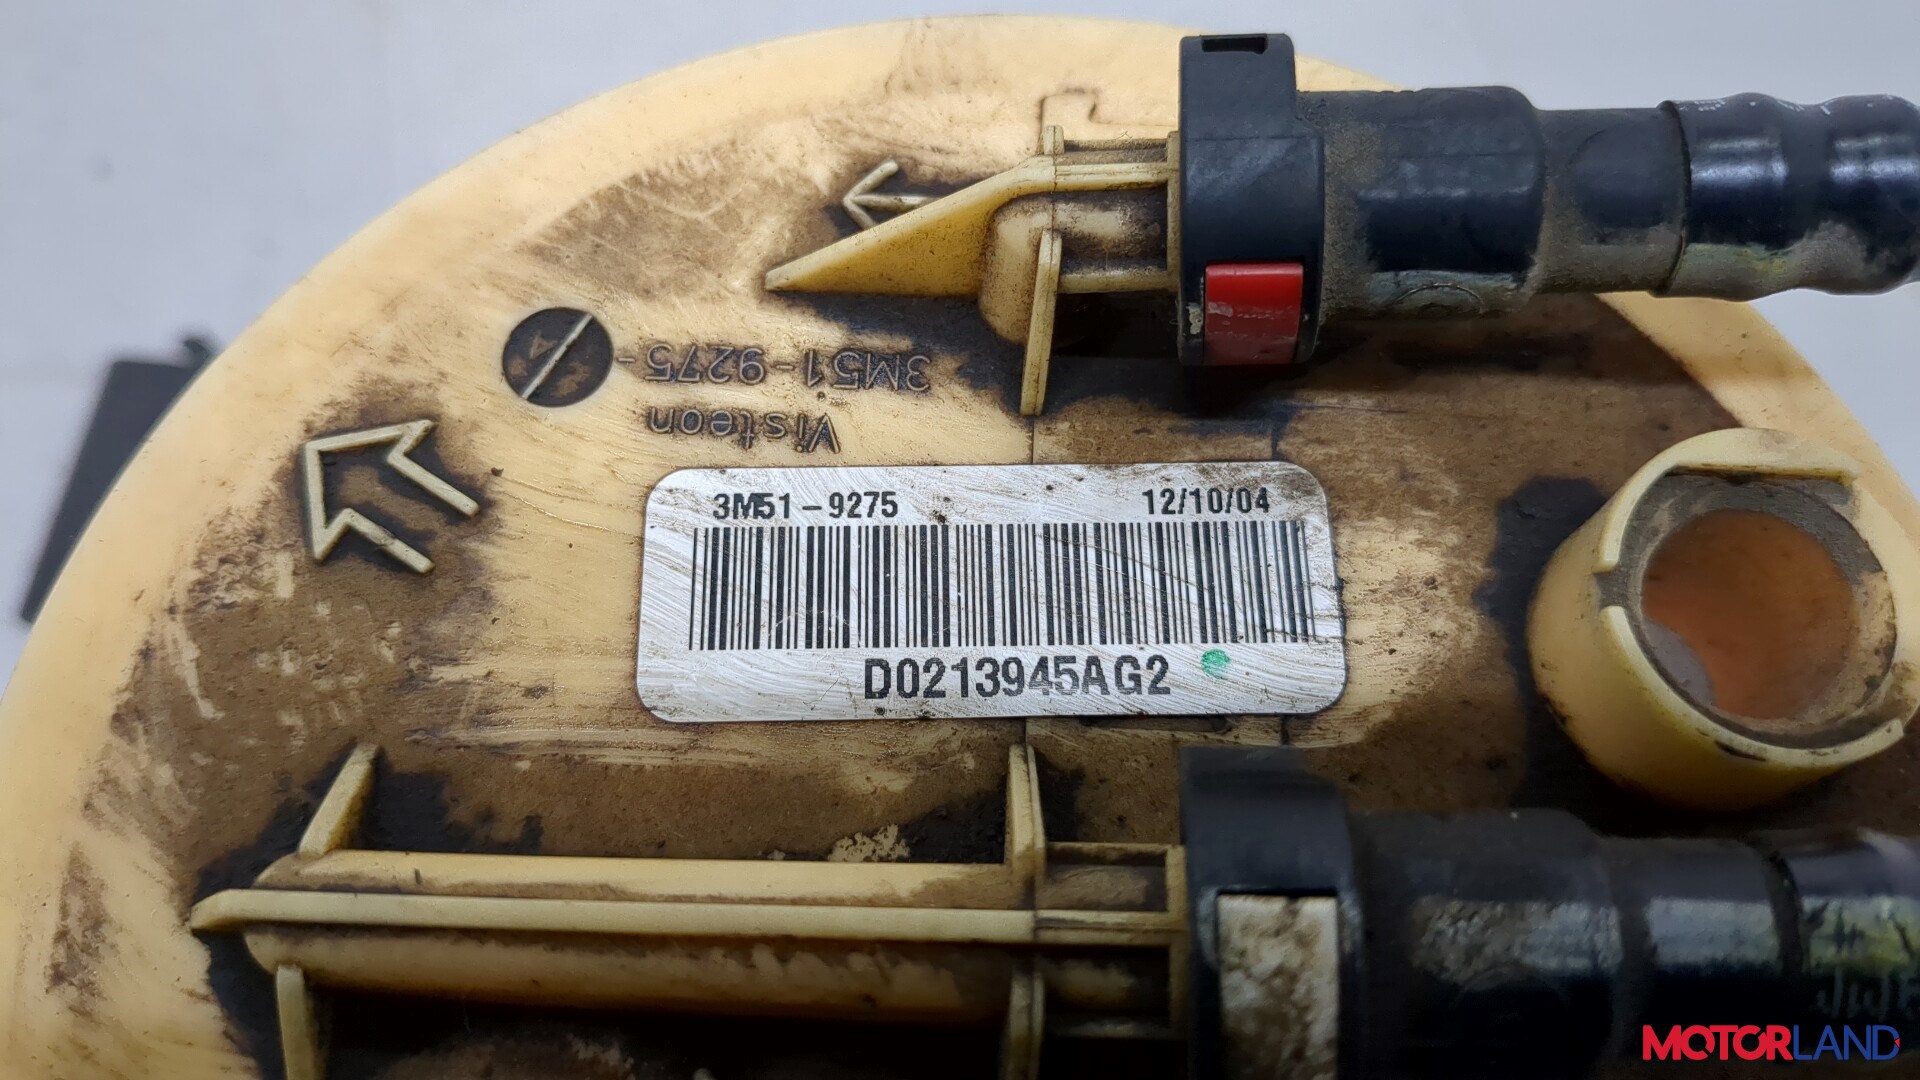 3M51-9275-
Visteon
3M51-9275 12/10/04
D0213945AG2
MOTORLAND